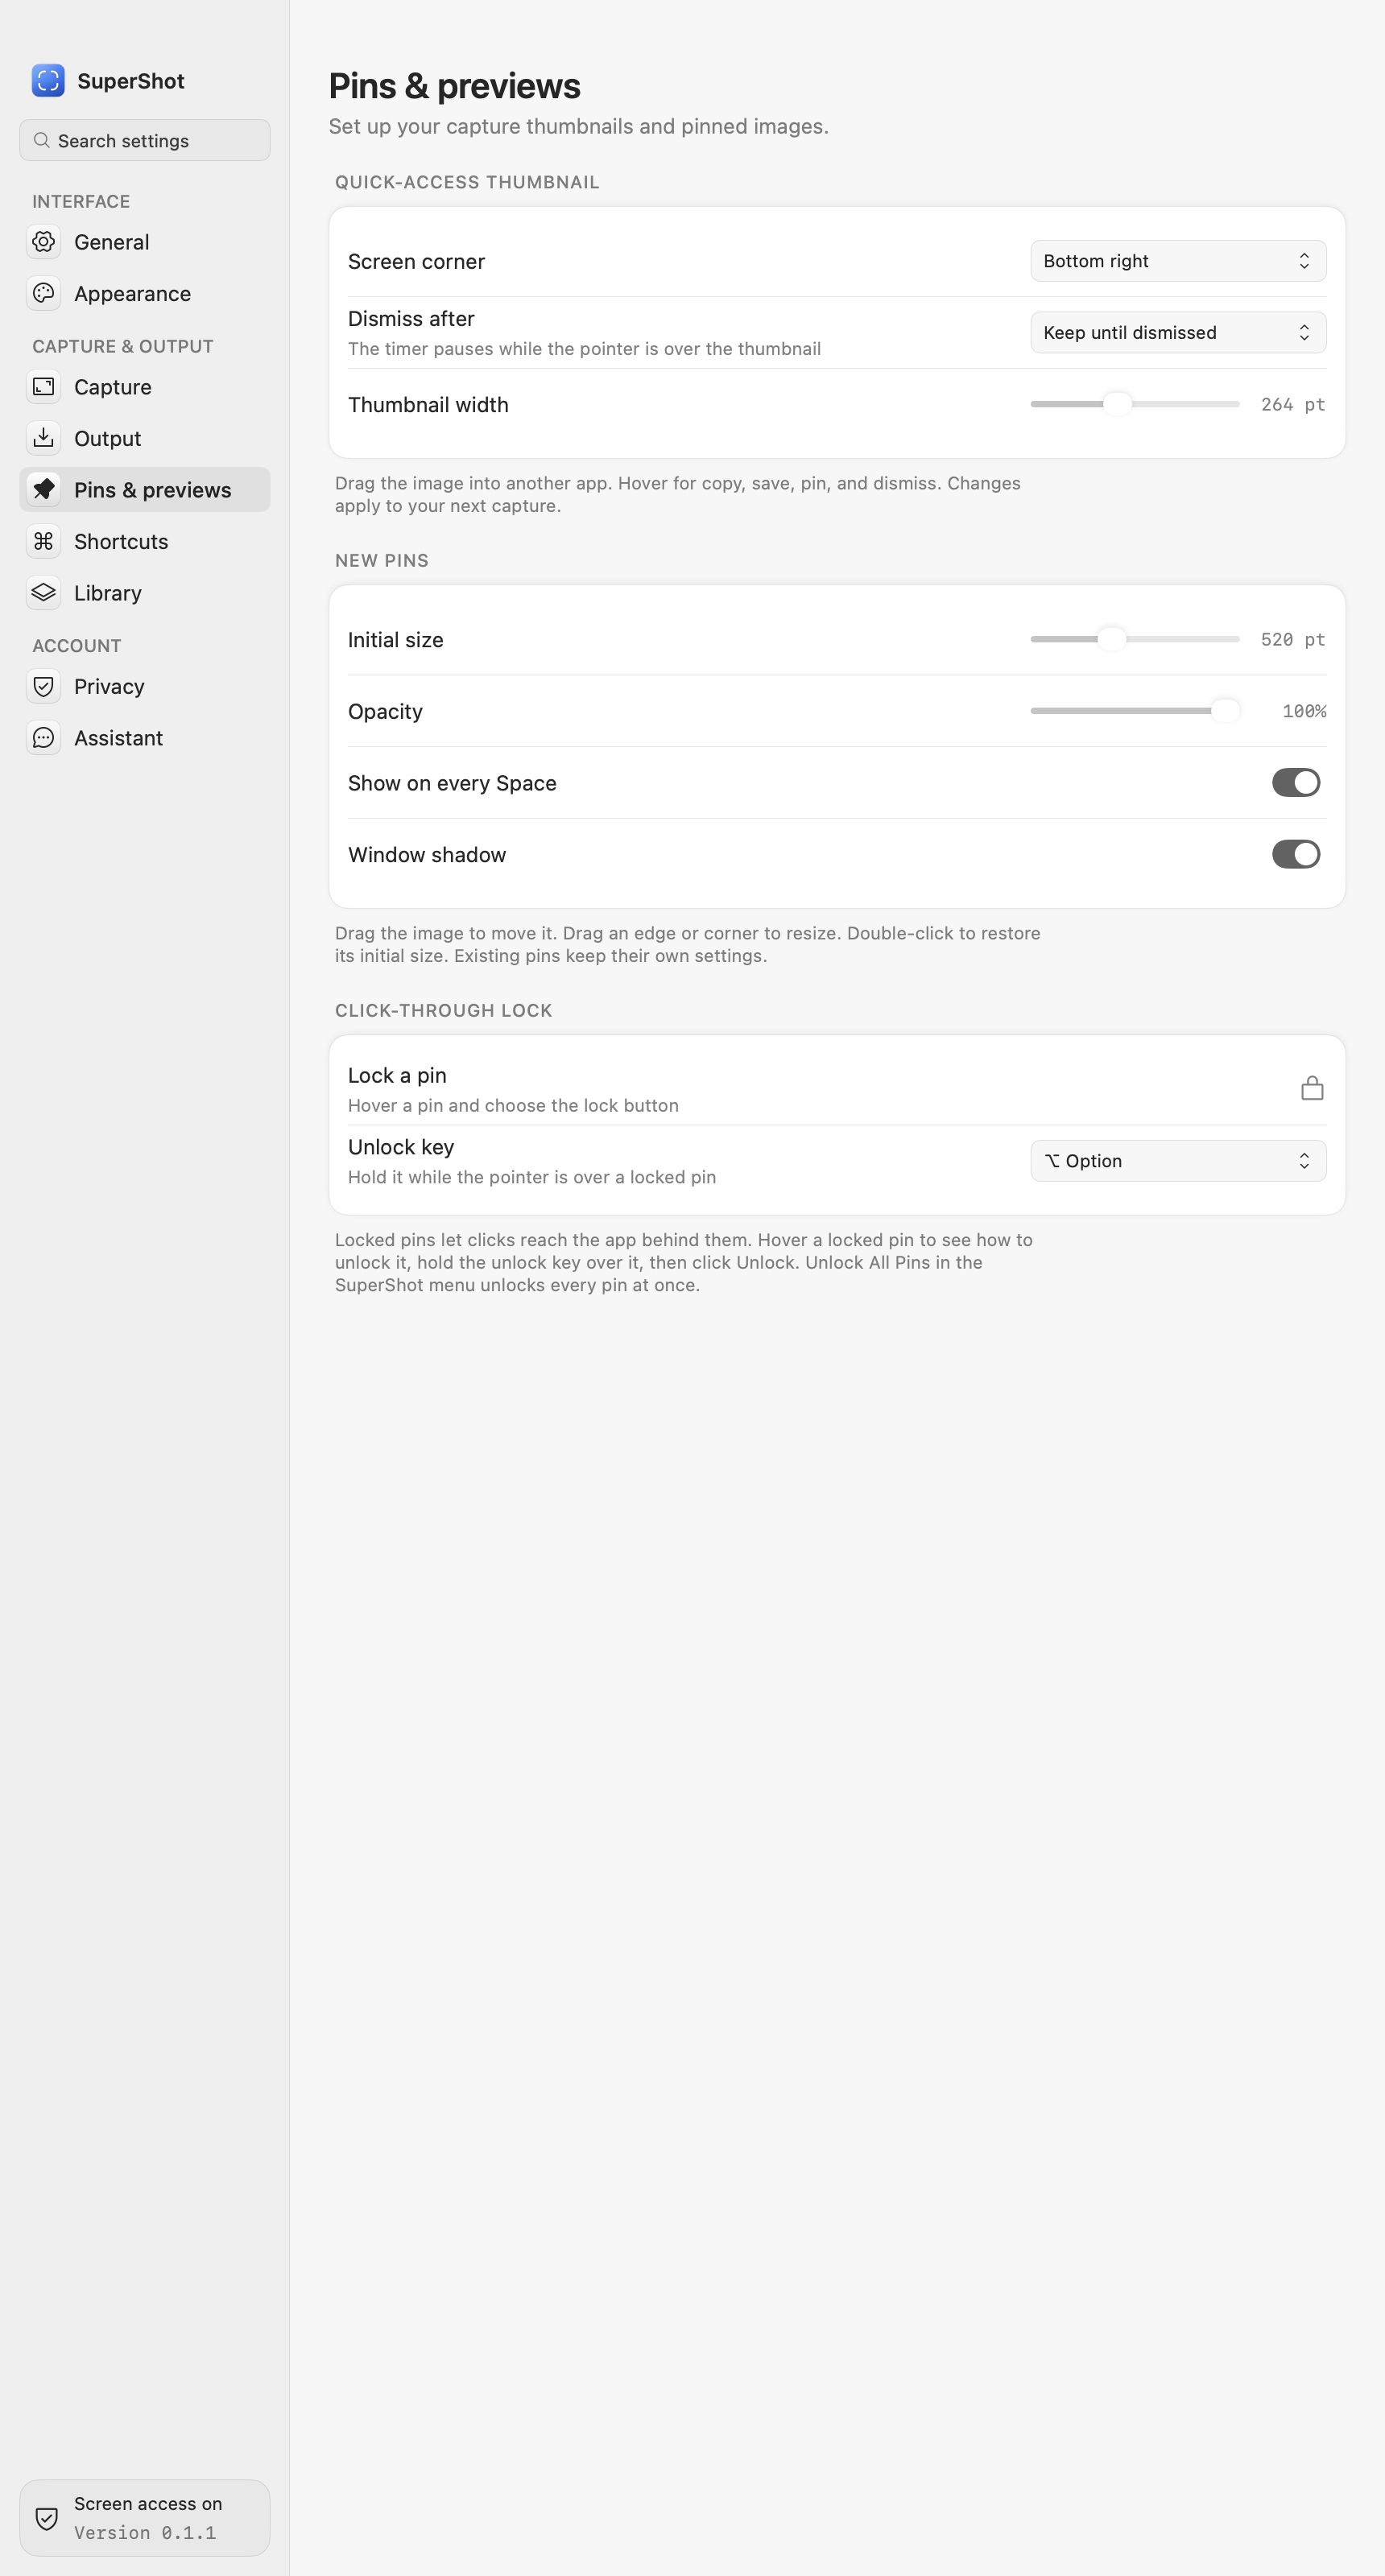 SuperShot
Search settings
INTERFACE
General
Appearance
CAPTURE & OUTPUT
Capture
Output
Pins & previews
Shortcuts
Library
ACCOUNT
Privacy
Assistant
Screen access on
Version 0.1.1
Pins & previews
Set up your capture thumbnails and pinned images.
QUICK-ACCESS THUMBNAIL
Screen corner
Bottom right
Dismiss after
The timer pauses while the pointer is over the thumbnail
Keep until dismissed
Thumbnail width
264 pt
Drag the image into another app. Hover for copy, save, pin, and dismiss. Changes
apply to your next capture.
NEW PINS
Initial size
520 pt
Opacity
100%
Show on every Space
Window shadow
Drag the image to move it. Drag an edge or corner to resize. Double-click to restore
its initial size. Existing pins keep their own settings.
CLICK-THROUGH LOCK
Lock a pin
Hover a pin and choose the lock button
Unlock key
Hold it while the pointer is over a locked pin
⌥ Option
Locked pins let clicks reach the app behind them. Hover a locked pin to see how to
unlock it, hold the unlock key over it, then click Unlock. Unlock All Pins in the
SuperShot menu unlocks every pin at once.